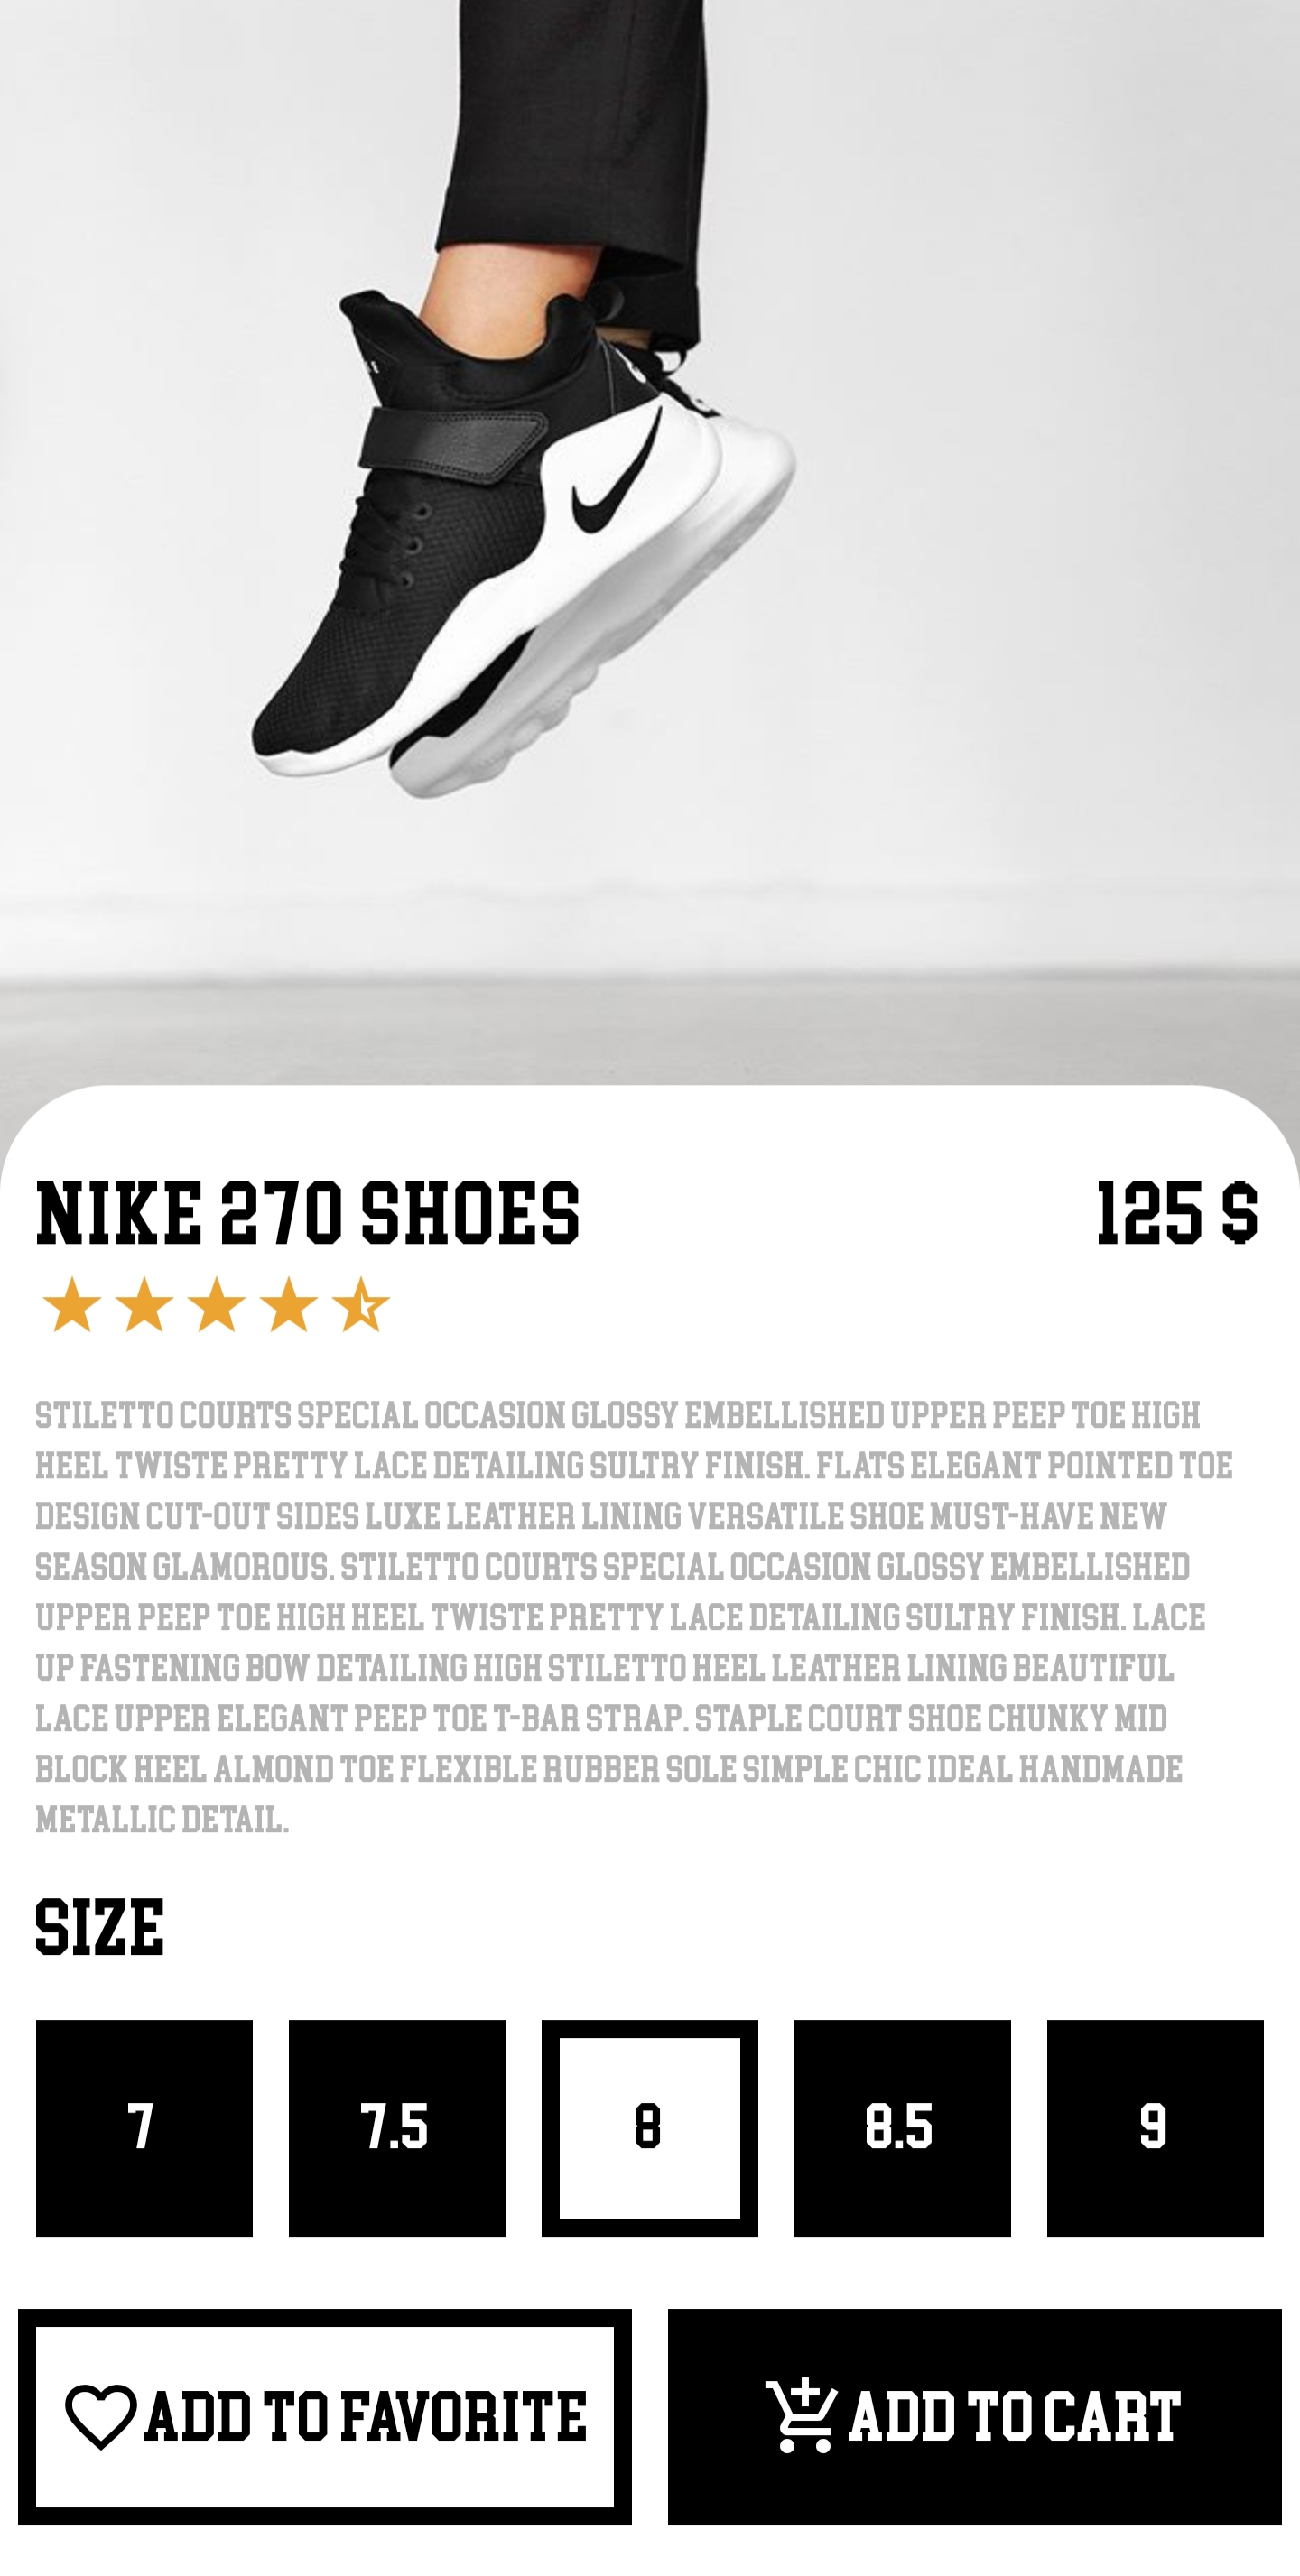 NIKE 270 SHOES
125 $
STILETTO COURTS SPECIAL OCCASION GLOSSY EMBELLISHED UPPER PEEP TOE HIGH
HEEL TWISTE PRETTY LACE DETAILING SULTRY FINISH. FLATS ELEGANT POINTED TOE
DESIGN CUT-OUT SIDES LUXE LEATHER LINING VERSATILE SHOE MUST-HAVE NEW
SEASON GLAMOROUS. STILETTO COURTS SPECIAL OCCASION GLOSSY EMBELLISHED
UPPER PEEP TOE HIGH HEEL TWISTE PRETTY LACE DETAILING SULTRY FINISH. LACE
UP FASTENING BOW DETAILING HIGH STILETTO HEEL LEATHER LINING BEAUTIFUL
LACE UPPER ELEGANT PEEP TOE T-BAR STRAP. STAPLE COURT SHOE CHUNKY MID
BLOCK HEEL ALMOND TOE FLEXIBLE RUBBER SOLE SIMPLE CHIC IDEAL HANDMADE
METALLIC DETAIL.
SIZE
7
7.5
8
8.5
9
ADD TO FAVORITE
ADD TO CART